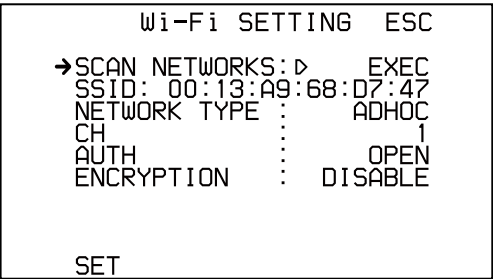 Wi-Fi SETTING ESC
➔SCAN NETWORKS:▷ EXEC
SSID: 00:13:A9:68:D7:47
NETWORK TYPE : ADHOC
CH : 1
AUTH : OPEN
ENCRYPTION : DISABLE
SET